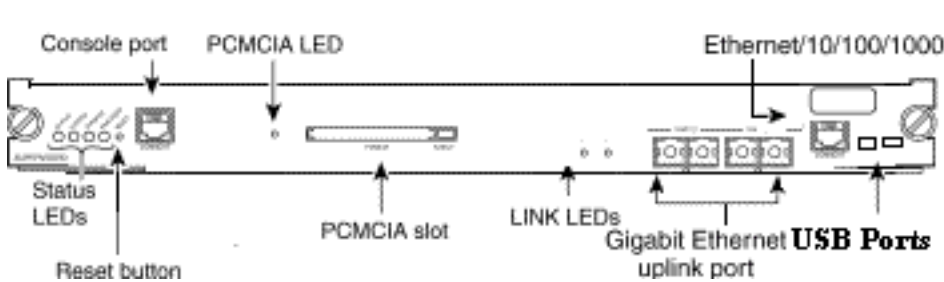 Console port
PCMCIA LED
Ethernet/10/100/1000
Status
LEDs
PCMCIA slot
LINK LEDs
Gigabit Ethernet
uplink port
USB Ports
Reset button